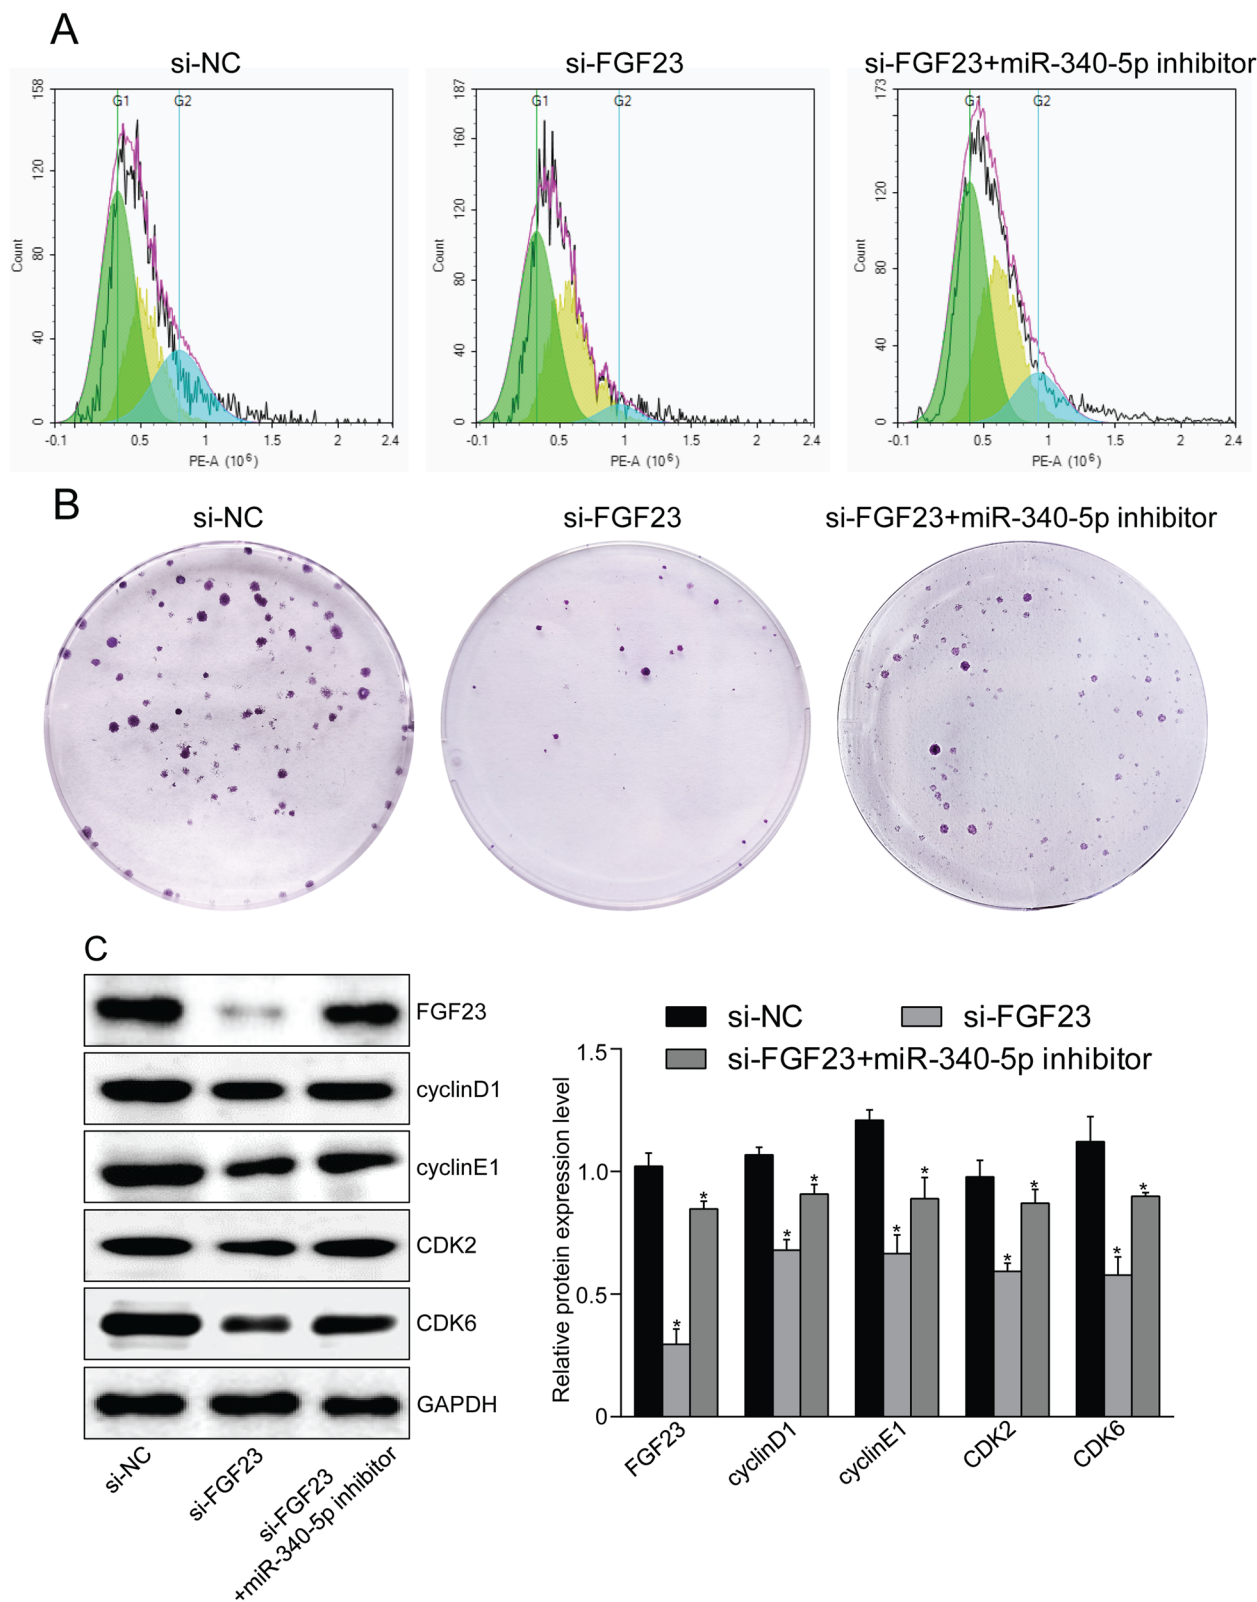 A
si-NC
si-FGF23
si-FGF23+miR-340-5p inhibitor
158
120
80
40
0
Count
G1
G2
-0.1
0.5
1
1.5
2
2.4
PE-A (10⁶)
187
160
120
80
40
0
Count
G1
G2
-0.1
0.5
1
1.5
2
2.4
PE-A (10⁶)
173
120
80
40
0
Count
G1
G2
-0.1
0.5
1
1.5
2
2.4
PE-A (10⁶)
B
si-NC
si-FGF23
si-FGF23+miR-340-5p inhibitor
C
FGF23
cyclinD1
cyclinE1
CDK2
CDK6
GAPDH
si-NC
si-FGF23
si-FGF23
+miR-340-5p inhibitor
si-NC
si-FGF23
si-FGF23+miR-340-5p inhibitor
Relative protein expression level
1.5
1.0
0.5
0
* *
* *
* *
* *
* *
FGF23
cyclinD1
cyclinE1
CDK2
CDK6